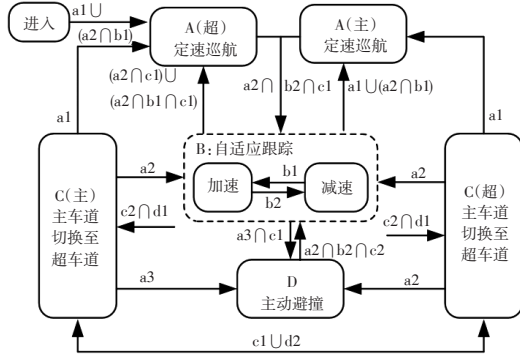 进入
a1∪
(a2∩b1)
A(超)
定速巡航
A(主)
定速巡航
(a2∩c1)∪
(a2∩b1∩c1)
a2∩
b2∩c1
a1∪(a2∩b1)
a1
a1
B:自适应跟踪
加速
b1
b2
减速
C(主)
主车道
切换至
超车道
a2
c2∩d1
a3
a2
c2∩d1
a2
C(超)
主车道
切换至
超车道
a3∩c1
a2∩b2∩c2
D
主动避撞
c1∪d2